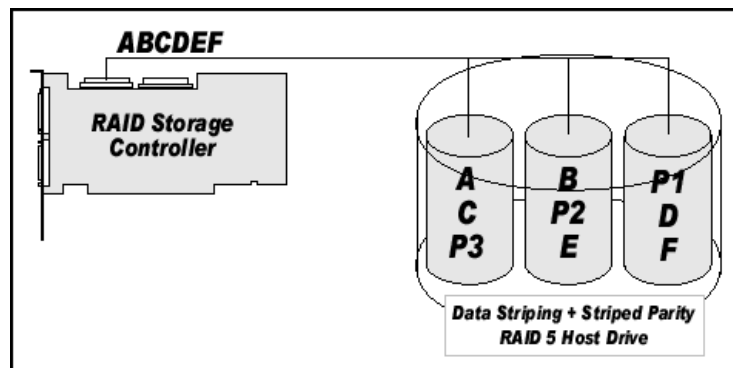 ABCDEF
RAID Storage
Controller
A B P1
C P2 D
P3 E F
Data Striping + Striped Parity
RAID 5 Host Drive